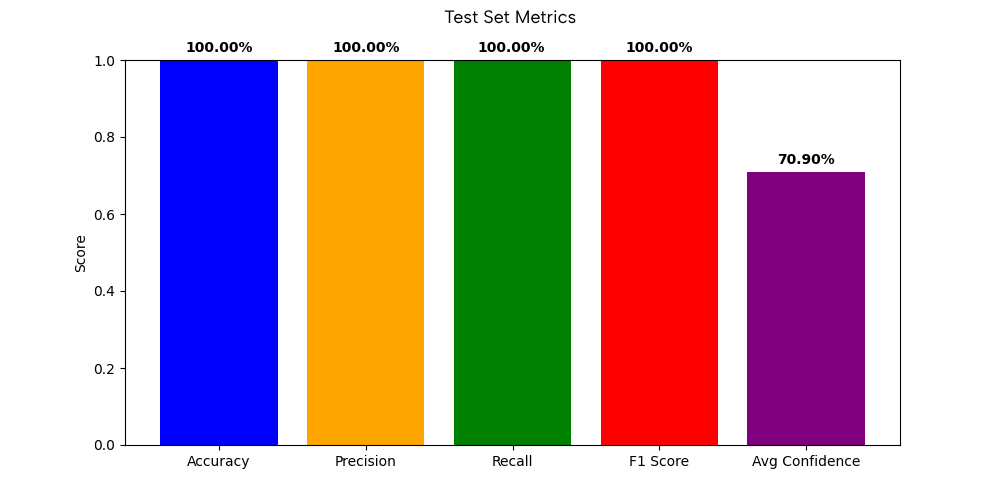 Test Set Metrics
100.00% 100.00% 100.00% 100.00%
1.0
0.8
70.90%
0.6
Score
0.4
0.2
0.0
Accuracy Precision Recall F1 Score Avg Confidence